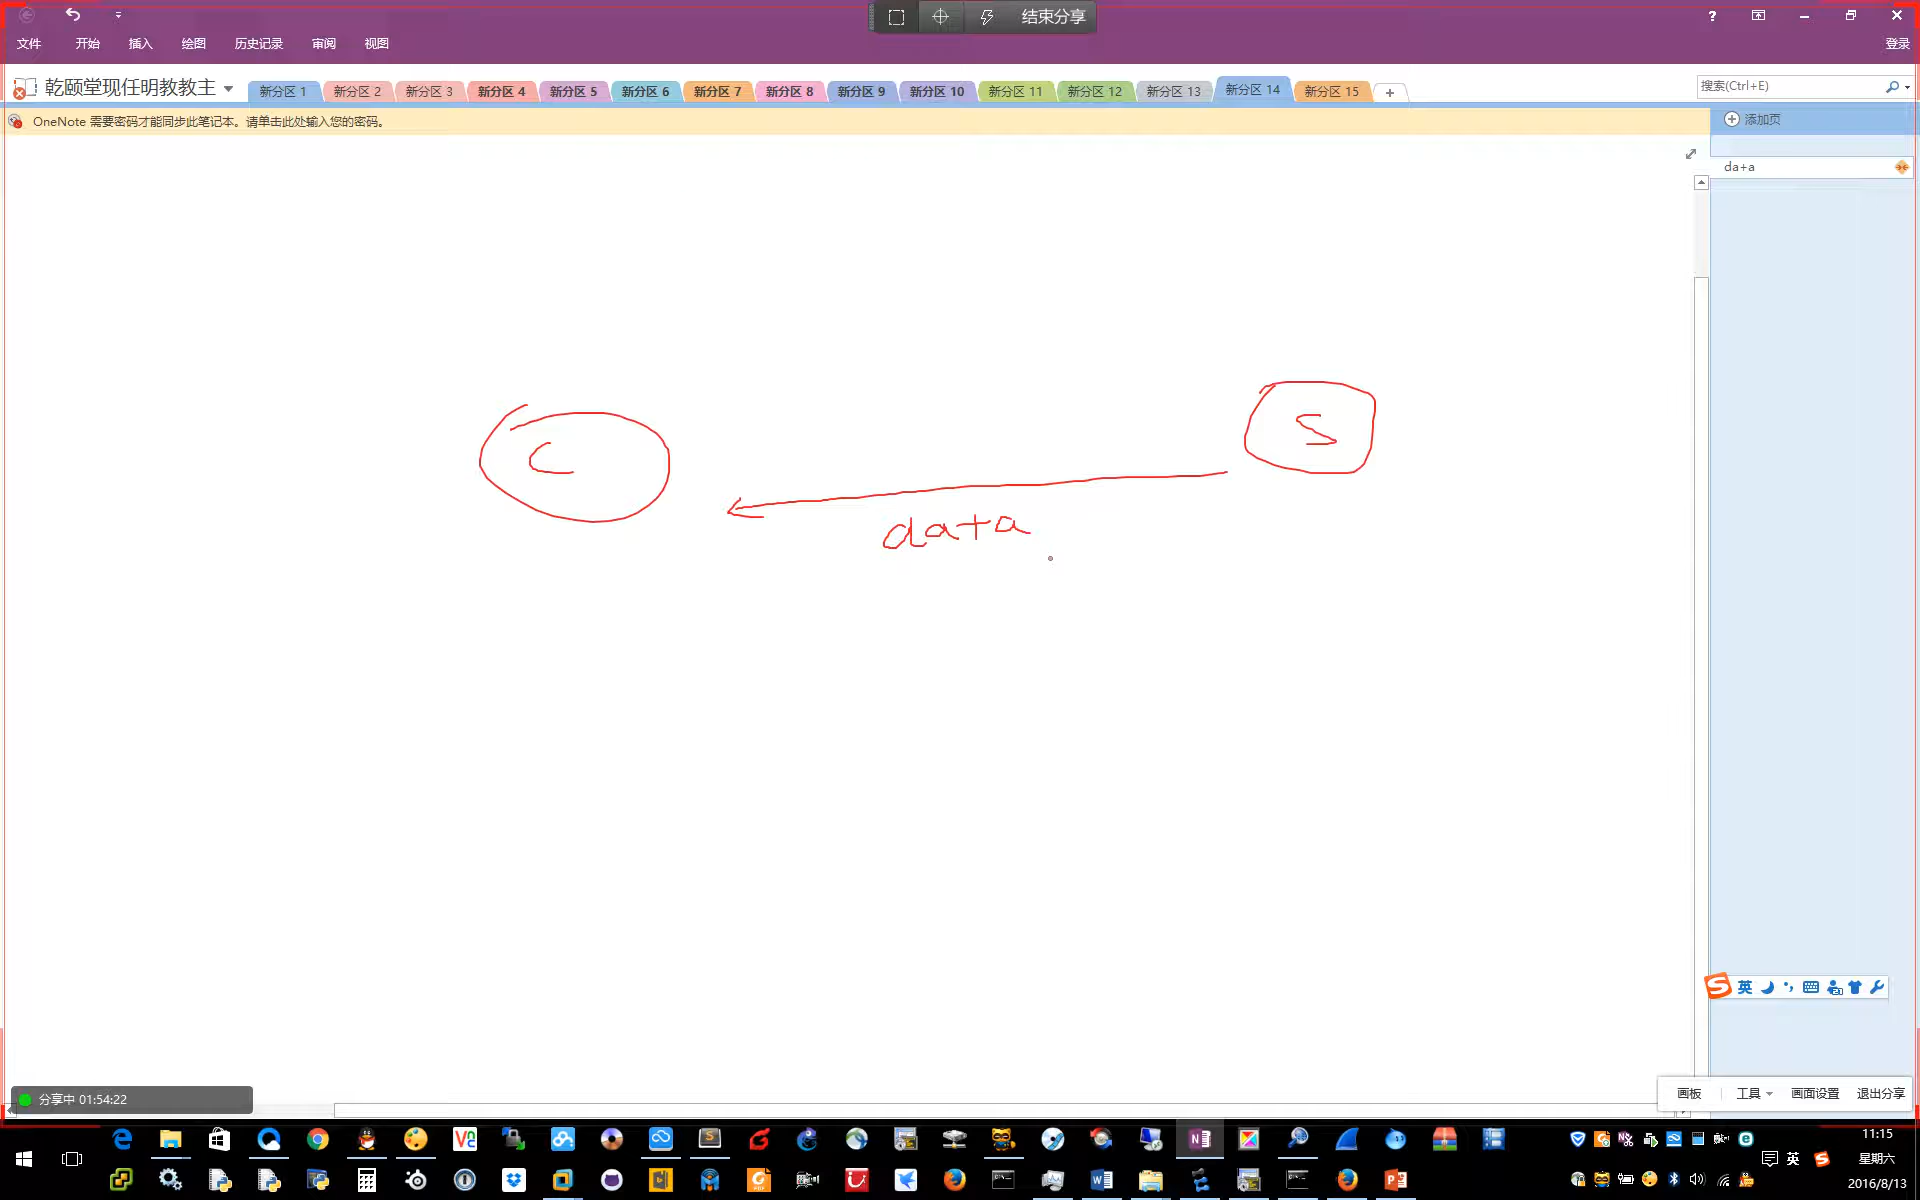 结束分享
?
文件 开始 插入 绘图 历史记录 审阅 视图 登录
乾颐堂现任明教教主 新分区 1 新分区 2 新分区 3 新分区 4 新分区 5 新分区 6 新分区 7 新分区 8 新分区 9 新分区 10 新分区 11 新分区 12 新分区 13 新分区 14 新分区 15 +
搜索(Ctrl+E)
OneNote 需要密码才能同步此笔记本。请单击此处输入您的密码。
添加页
da+a
C
S
data
英
分享中 01:54:22
画板 工具 画面设置 退出分享
11:15
英
星期六
2016/8/13